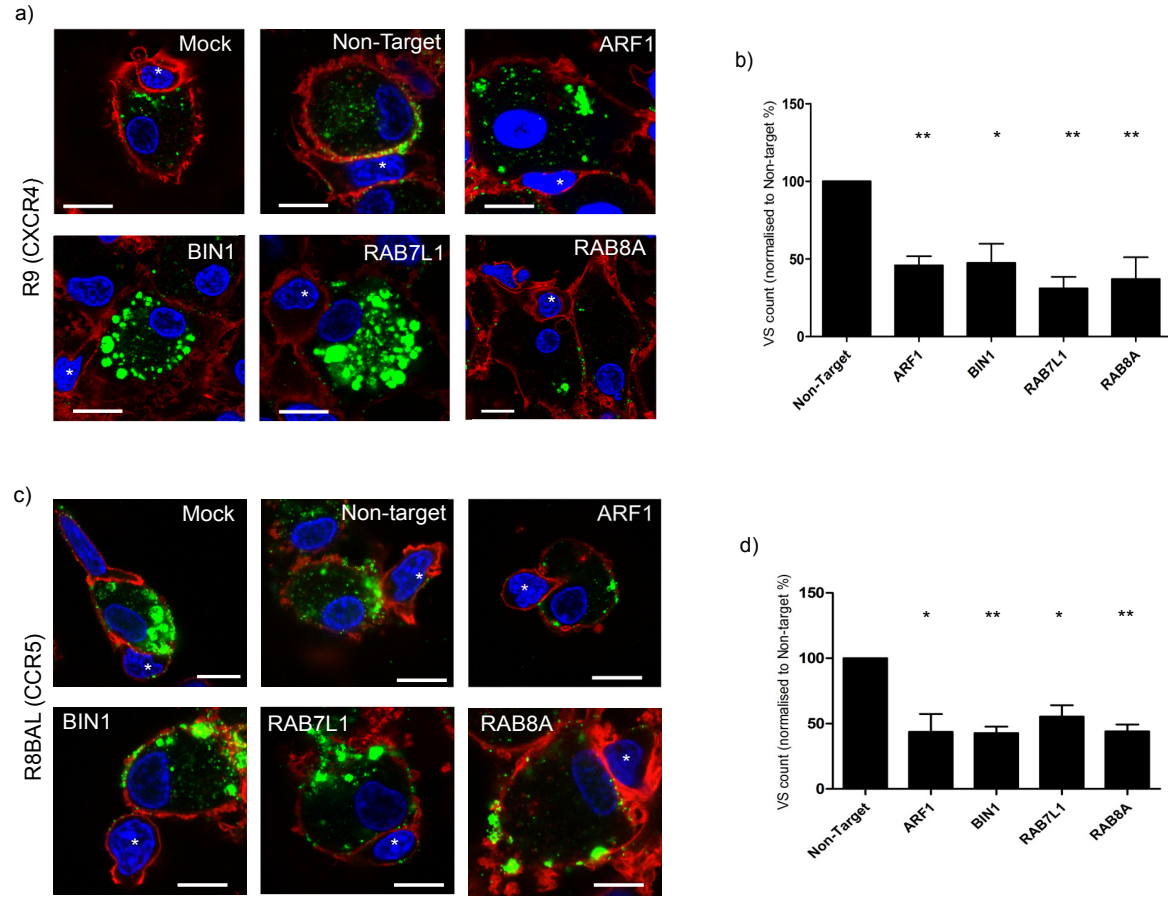 a)
R9 (CXCR4)
Mock
Non-Target
ARF1
*
*
*
BIN1
RAB7L1
RAB8A
*
*
*
b)
VS count (normalised to Non-target %)
150
100
50
0
** * ** **
Non-Target
ARF1
BIN1
RAB7L1
RAB8A
c)
R8BAL (CCR5)
Mock
Non-target
ARF1
*
*
*
BIN1
RAB7L1
RAB8A
*
*
*
d)
VS count (normalised to Non-target %)
150
100
50
0
* ** * **
Non-Target
ARF1
BIN1
RAB7L1
RAB8A